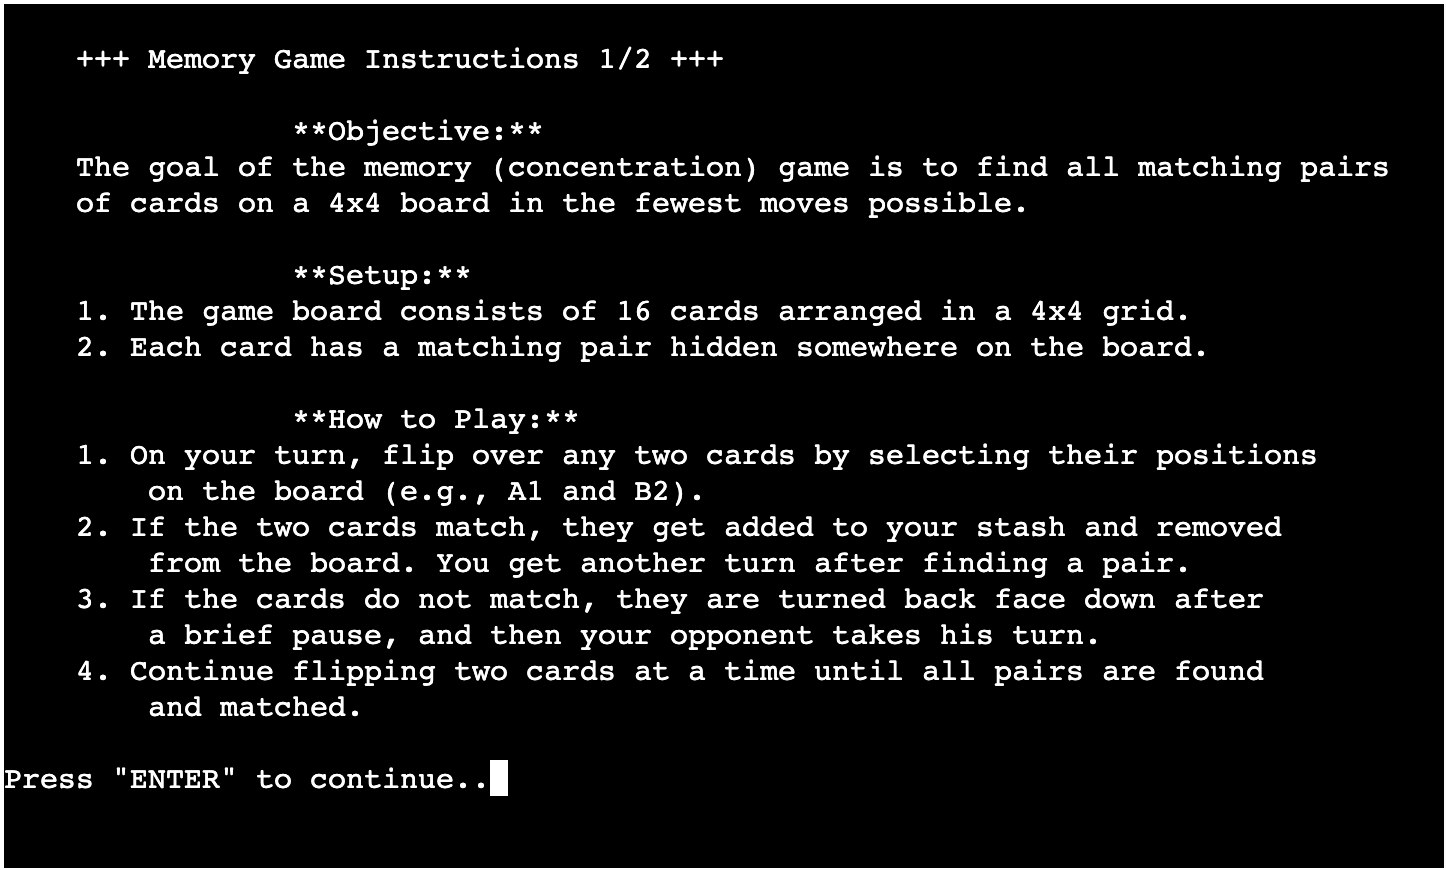 +++ Memory Game Instructions 1/2 +++
**Objective:**
The goal of the memory (concentration) game is to find all matching pairs
of cards on a 4x4 board in the fewest moves possible.
**Setup:**
1. The game board consists of 16 cards arranged in a 4x4 grid.
2. Each card has a matching pair hidden somewhere on the board.
**How to Play:**
1. On your turn, flip over any two cards by selecting their positions
on the board (e.g., A1 and B2).
2. If the two cards match, they get added to your stash and removed
from the board. You get another turn after finding a pair.
3. If the cards do not match, they are turned back face down after
a brief pause, and then your opponent takes his turn.
4. Continue flipping two cards at a time until all pairs are found
and matched.
Press "ENTER" to continue..